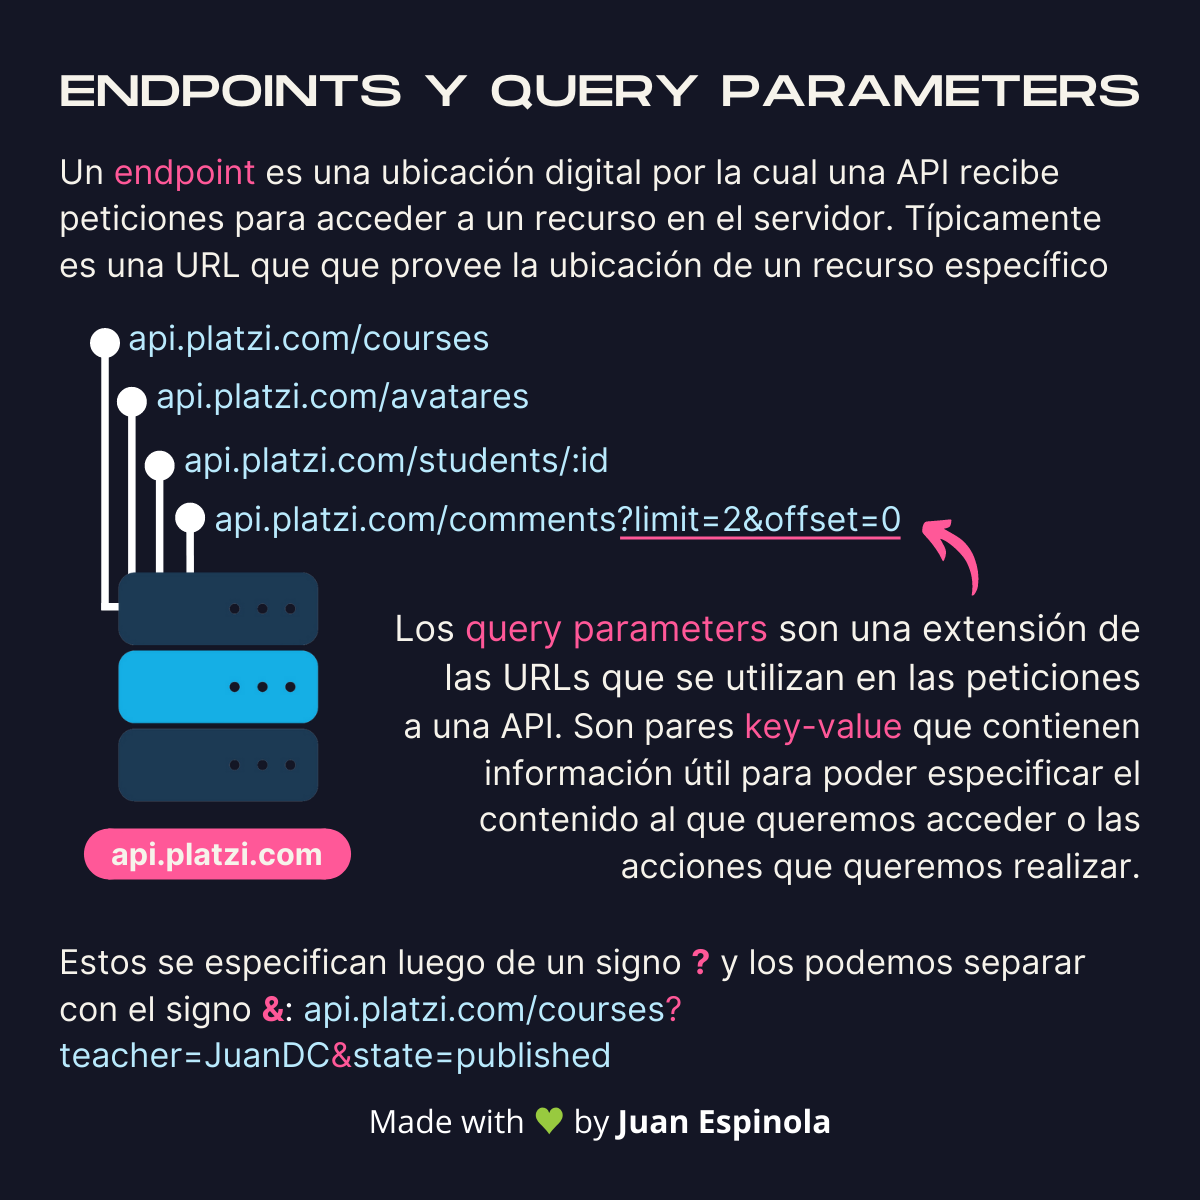 ENDPOINTS Y QUERY PARAMETERS
Un endpoint es una ubicación digital por la cual una API recibe
peticiones para acceder a un recurso en el servidor. Típicamente
es una URL que que provee la ubicación de un recurso específico
api.platzi.com/courses
api.platzi.com/avatares
api.platzi.com/students/:id
api.platzi.com/comments?limit=2&offset=0
Los query parameters son una extensión de
las URLs que se utilizan en las peticiones
a una API. Son pares key-value que contienen
información útil para poder especificar el
contenido al que queremos acceder o las
acciones que queremos realizar.
api.platzi.com
Estos se especifican luego de un signo ? y los podemos separar
con el signo &: api.platzi.com/courses?
teacher=JuanDC&state=published
Made with 💚 by Juan Espinola